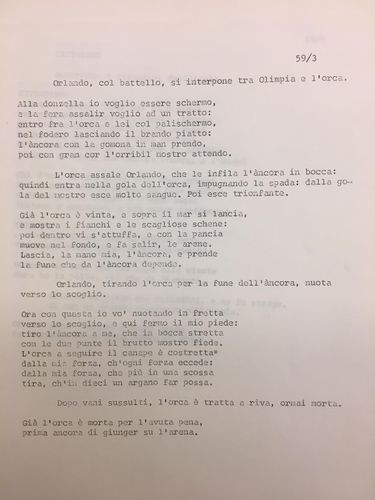 59/3
Orlando, col battello, si interpone tra Olimpia e l'orca.
Alla donzella io voglio essere schermo,
e la fera assalir voglio ad un tratto:
entro fra l'orca e lei col palischermo,
nel fodero lasciando il brando piatto:
l'àncora con la gomona in man prendo,
poi con gran cor l'orribil mostro attendo.
L'orca assale Orlando, che le infila l'àncora in bocca:
quindi entra nella gola dell'orca, impugnando la spada: dalla go-
la del mostro esce molto sangue. Poi esce trionfante.
Già l'orca è vinta, e sopra il mar si lancia,
e mostra i fianchi e le scagliose schene:
poi dentro vi s'attuffa, e con la pancia
muove nel fondo, e fa salir, le arene.
Lascia, la mano mia, l'àncora, e prende
la fune che da l'àncora depende.
Orlando, tirando l'orca per la fune dell'àncora, nuota
verso lo scoglio.
Ora con questa io vo' nuotando in fretta
verso lo scoglio, e qui fermo il mio piede:
tiro l'àncora a me, che in bocca stretta
con le due punte il brutto mostro fiede.
L'orca a seguire il canape è costretta
dalla mia forza, ch'ogni forza eccede:
dalla mia forza, che più in una scossa
tira, ch'in dieci un argano far possa.
Dopo vani sussulti, l'orca è tratta a riva, ormai morta.
Già l'orca è morta per l'avuta pena,
prima ancora di giunger su l'arena.